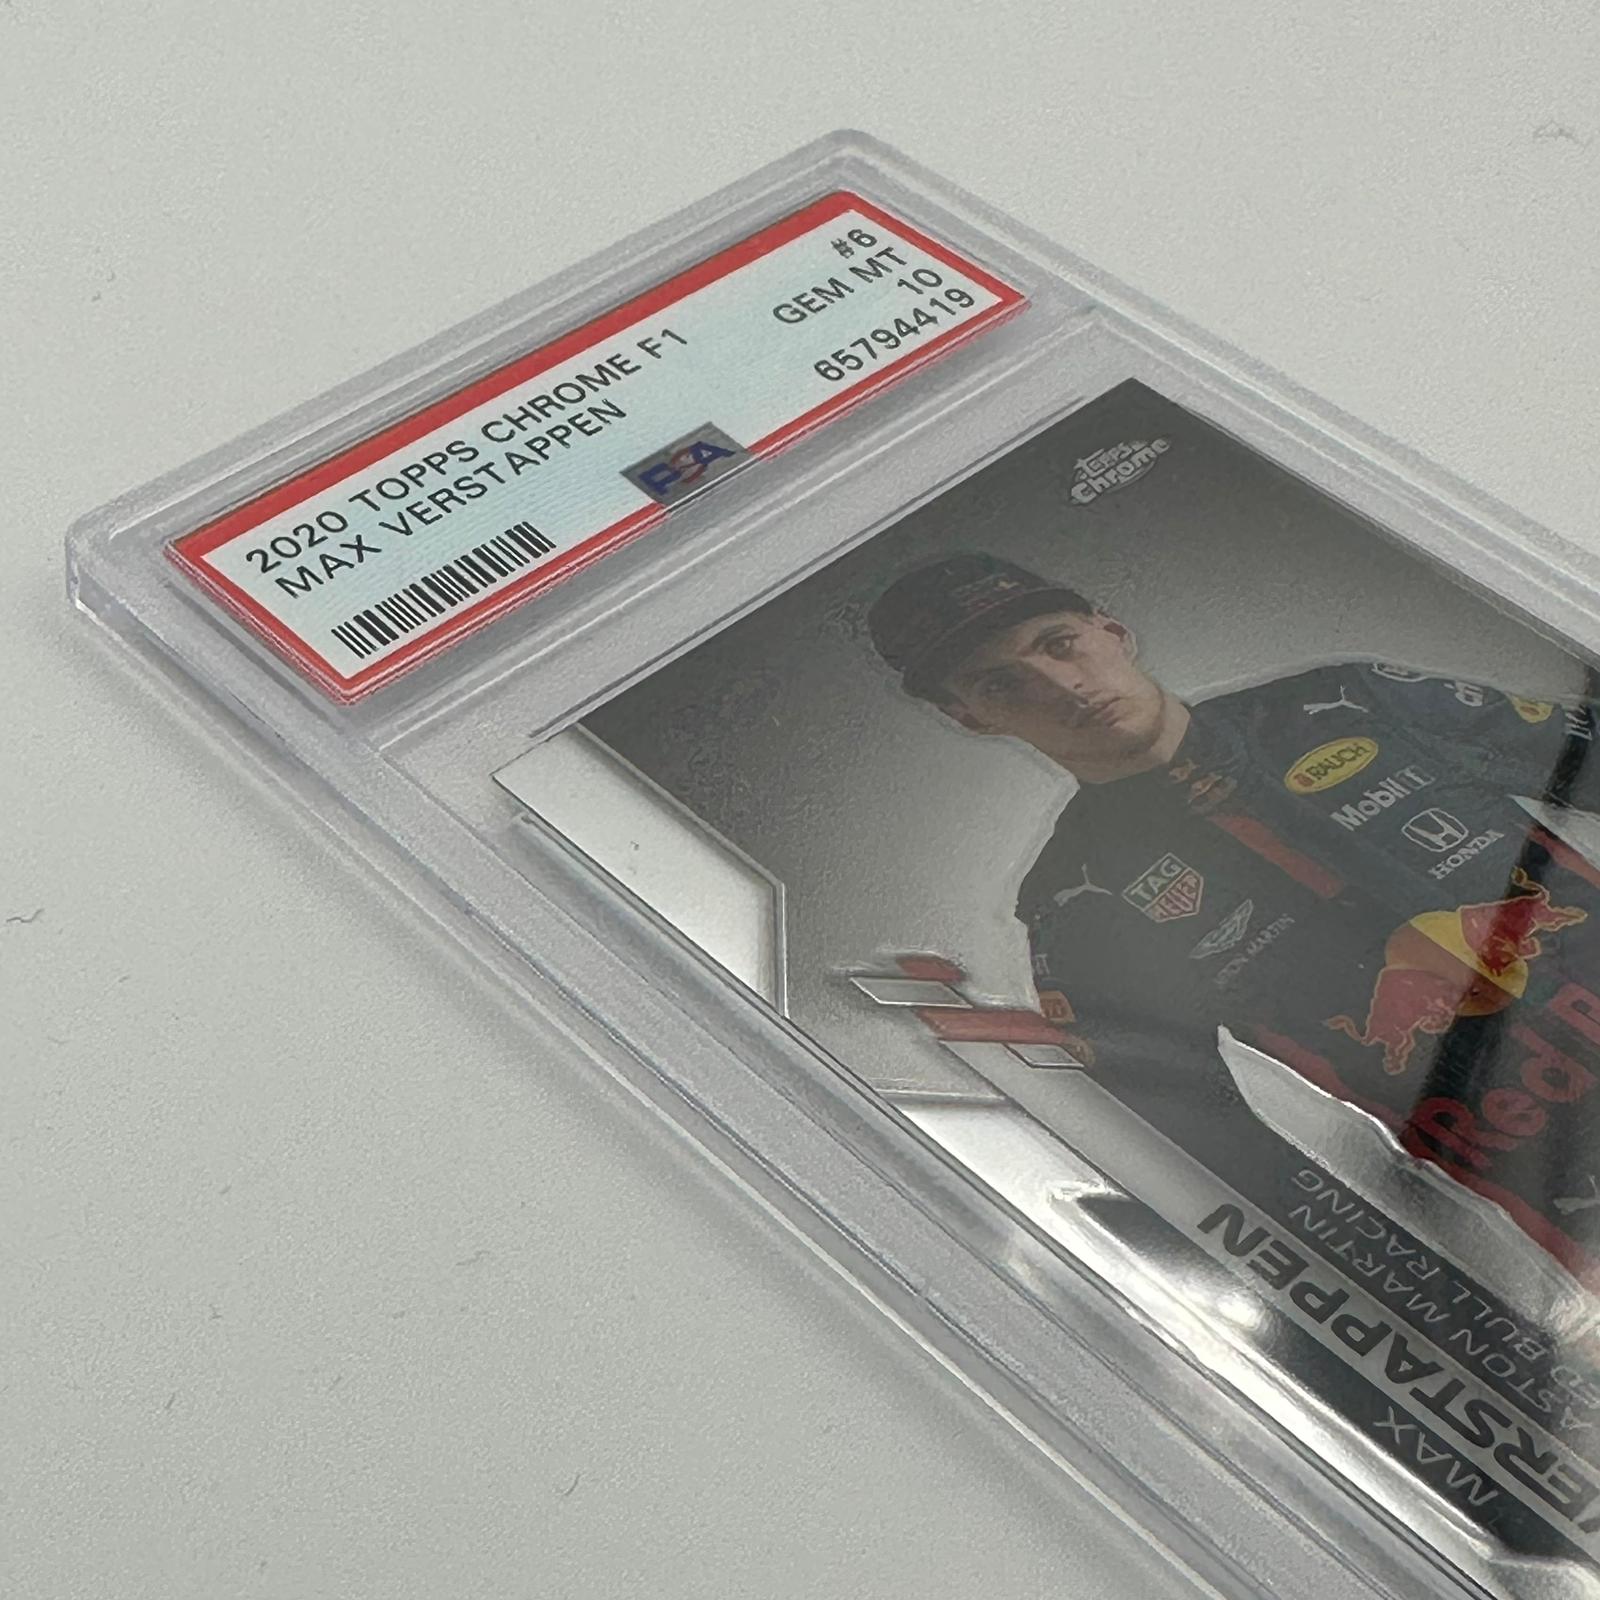 2020 TOPPS CHROME F1
MAX VERSTAPPEN
#6
GEM MT
10
65794419
PSA
TOPPS
Chrome
RAUCH
Mobil 1
HONDA
TAG
HEUER
ASTON MARTIN
Red B
MAX
VERSTAPPEN
ASTON MARTIN
RED BULL RACING